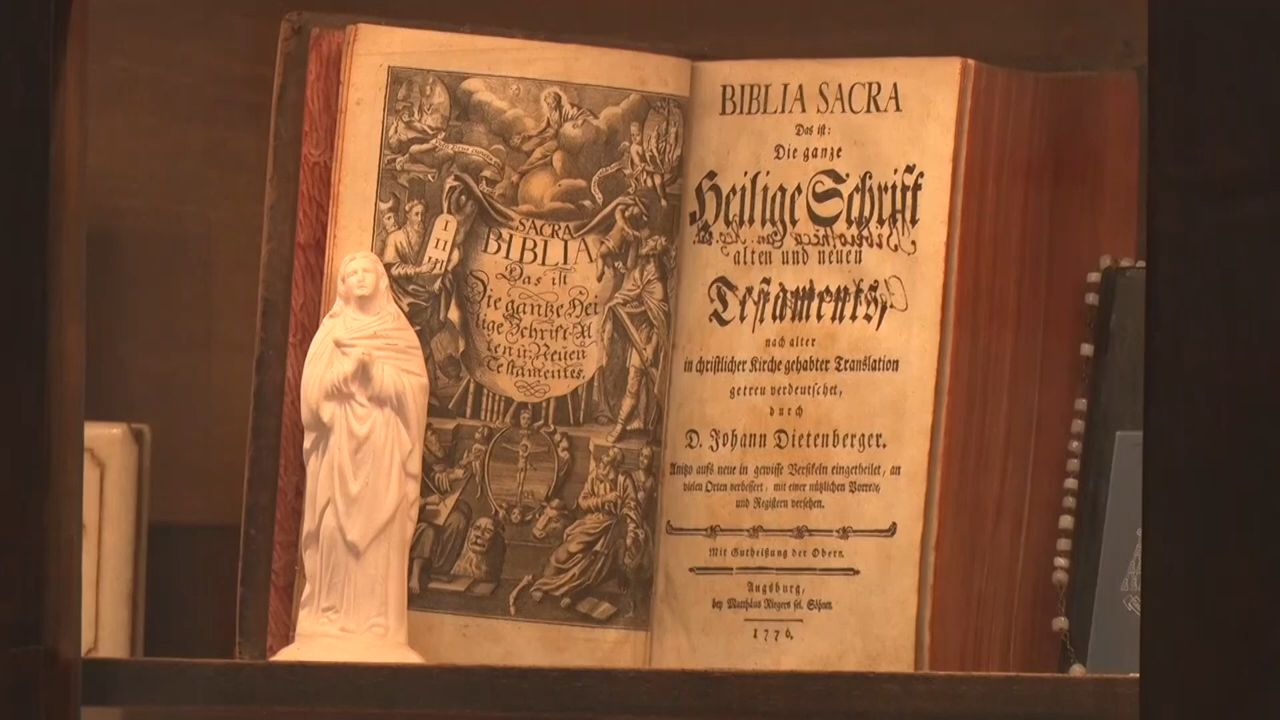 I
II
III
SACRA
BIBLIA
Das ist
Die gantze Hei
lige Schrifft Al
ten u. Neuen
Testamentes.
BIBLIA SACRA
Das ist:
Die ganze
Heilige Schrift
alten und neuen
Testaments,
nach alter
in christlicher Kirche gehabter Translation
getreu verdeutschet,
durch
D. Johann Dietenberger.
Anitzo aufs neue in gewisse Versikeln eingetheilet, an
vielen Orten verbessert, mit einer nützlichen Vorrede,
und Registern versehen.
Mit Gutheißung der Obern.
Augsburg,
bey Matthäus Riegers sel. Söhnen.
1776.